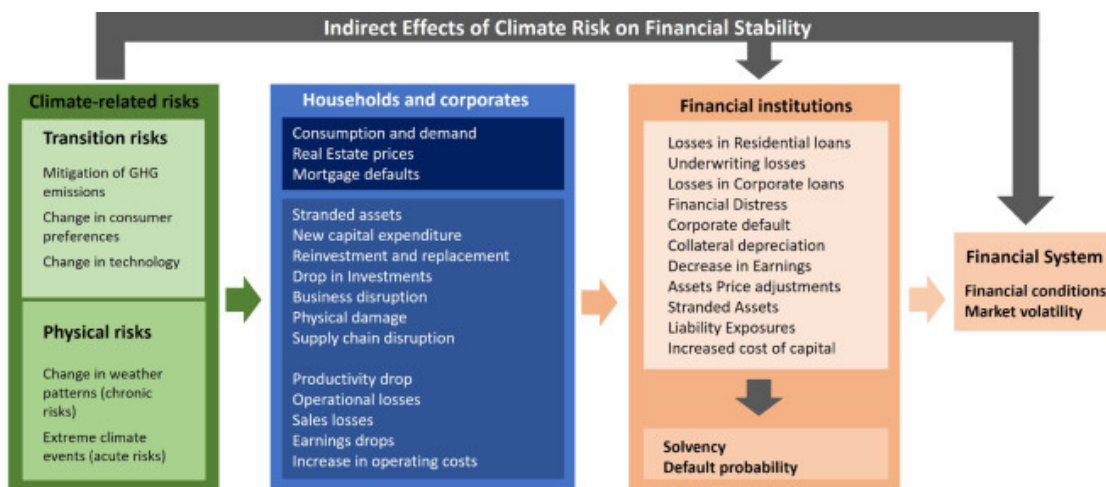 Indirect Effects of Climate Risk on Financial Stability
Climate-related risks
Transition risks
Mitigation of GHG
emissions
Change in consumer
preferences
Change in technology
Physical risks
Change in weather
patterns (chronic
risks)
Extreme climate
events (acute risks)
Households and corporates
Consumption and demand
Real Estate prices
Mortgage defaults
Stranded assets
New capital expenditure
Reinvestment and replacement
Drop in Investments
Business disruption
Physical damage
Supply chain disruption
Productivity drop
Operational losses
Sales losses
Earnings drops
Increase in operating costs
Financial institutions
Losses in Residential loans
Underwriting losses
Losses in Corporate loans
Financial Distress
Corporate default
Collateral depreciation
Decrease in Earnings
Assets Price adjustments
Stranded Assets
Liability Exposures
Increased cost of capital
Solvency
Default probability
Financial System
Financial conditions
Market volatility